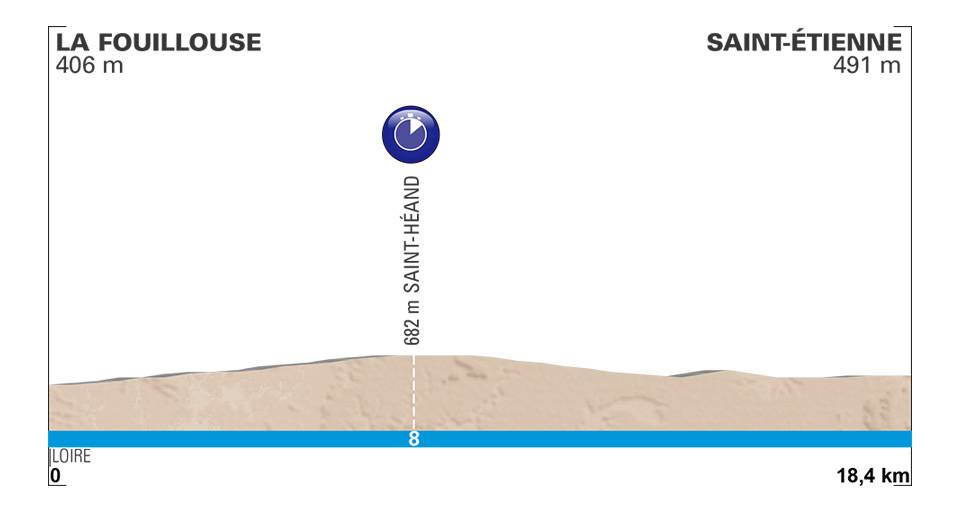 LA FOUILLOUSE
406 m
SAINT-ÉTIENNE
491 m
682 m SAINT-HÉAND
8
LOIRE
0
18,4 km